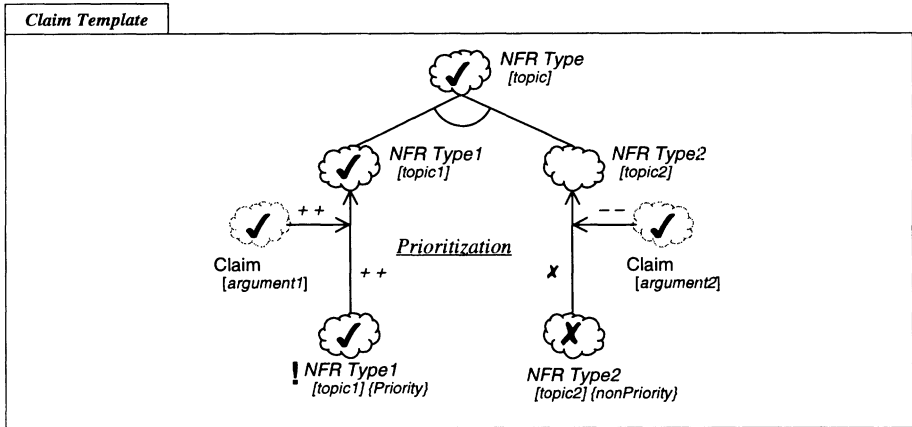 Claim Template
NFR Type
[topic]
NFR Type1
[topic1]
NFR Type2
[topic2]
++
--
Prioritization
Claim
[argument1]
Claim
[argument2]
++
✗
! NFR Type1
[topic1] {Priority}
NFR Type2
[topic2] {nonPriority}